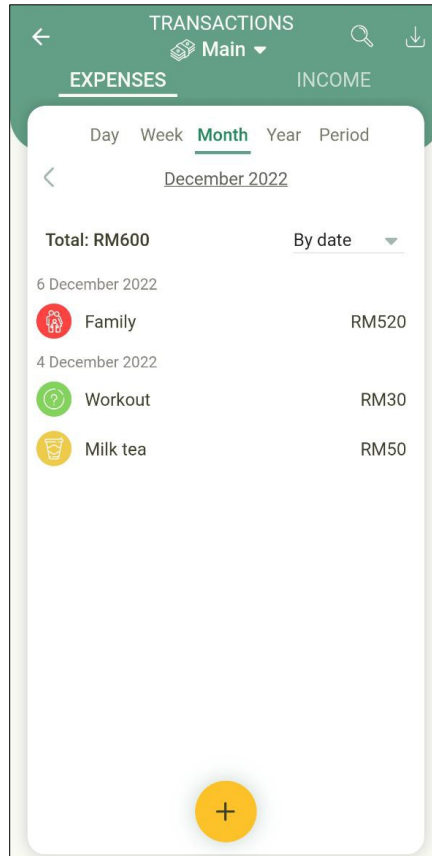 TRANSACTIONS
Main
EXPENSES INCOME
Day Week Month Year Period
December 2022
Total: RM600 By date
6 December 2022
Family RM520
4 December 2022
? Workout RM30
Milk tea RM50
+